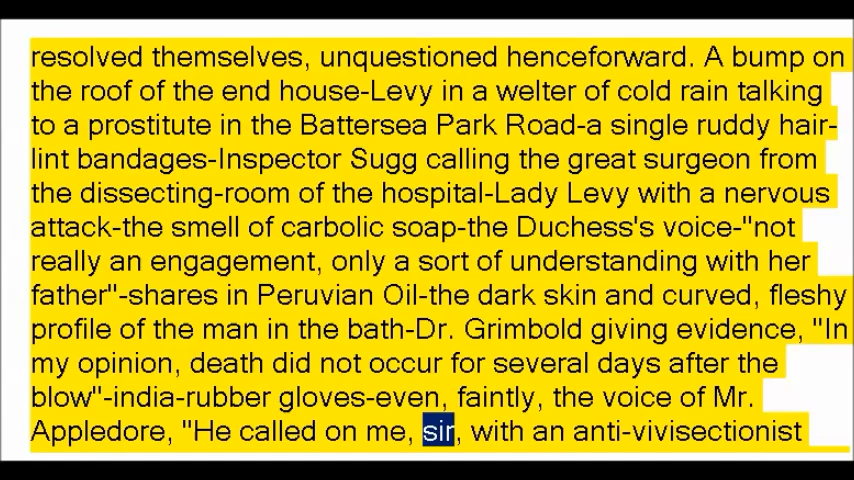 resolved themselves, unquestioned henceforward. A bump on
the roof of the end house-Levy in a welter of cold rain talking
to a prostitute in the Battersea Park Road-a single ruddy hair-
lint bandages-Inspector Sugg calling the great surgeon from
the dissecting-room of the hospital-Lady Levy with a nervous
attack-the smell of carbolic soap-the Duchess's voice-"not
really an engagement, only a sort of understanding with her
father"-shares in Peruvian Oil-the dark skin and curved, fleshy
profile of the man in the bath-Dr. Grimbold giving evidence, "In
my opinion, death did not occur for several days after the
blow"-india-rubber gloves-even, faintly, the voice of Mr.
Appledore, "He called on me, sir, with an anti-vivisectionist